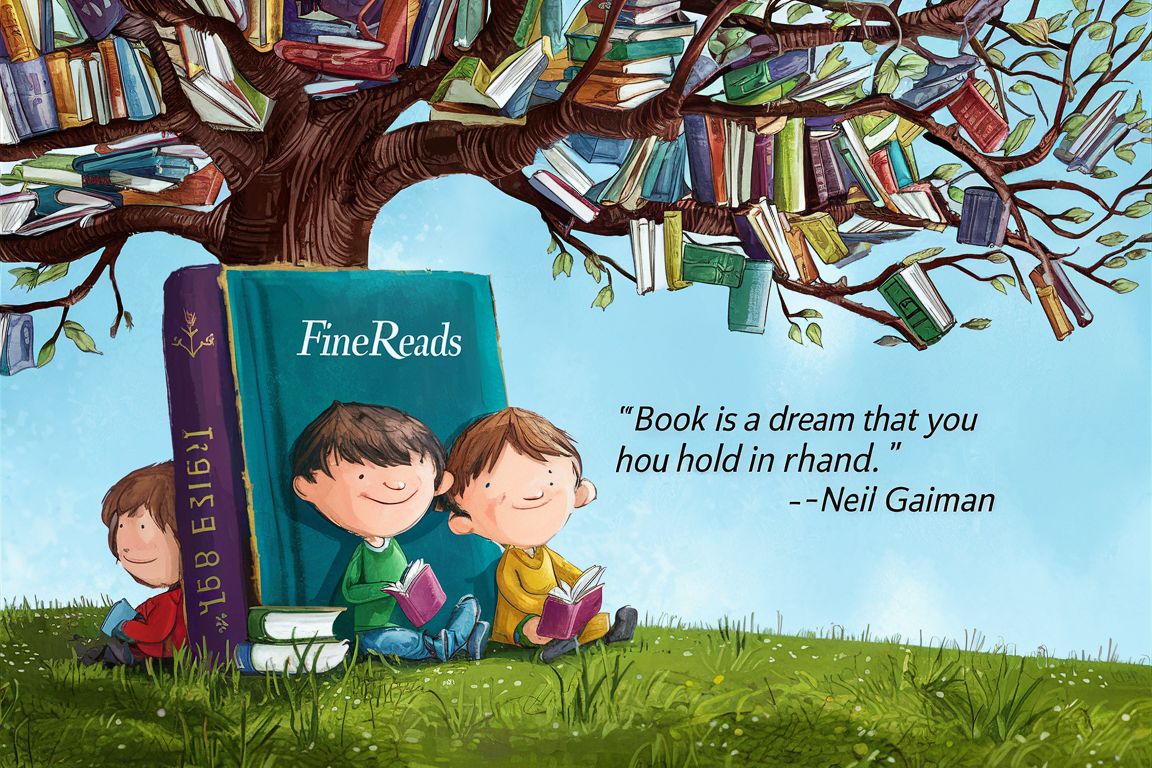 FineReads
“Book is a dream that you
hou hold in rhand.”
--Neil Gaiman